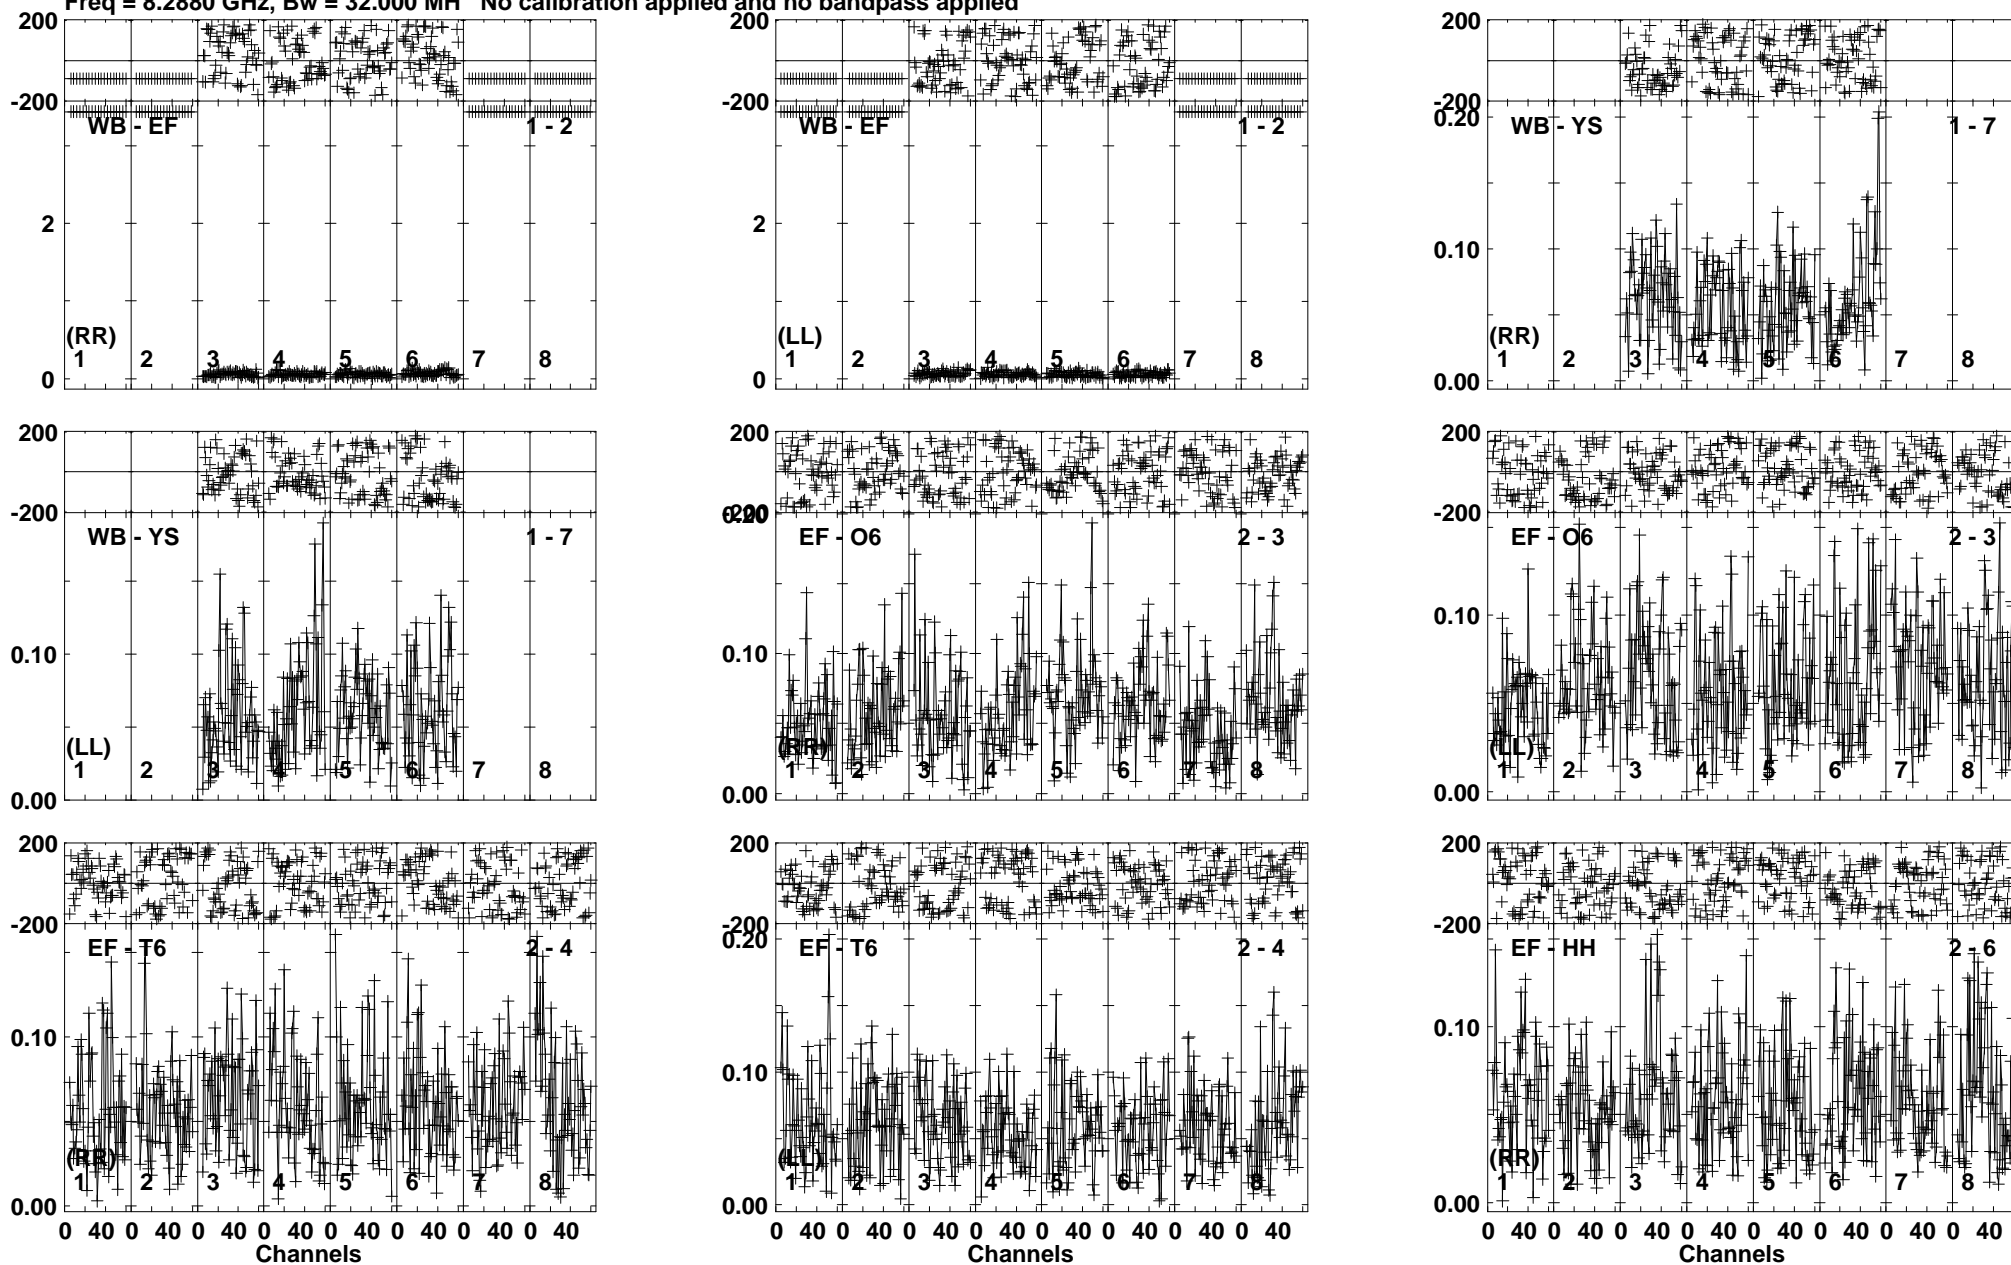 Freq = 8.2880 GHz, Bw = 32.000 MH No calibration applied and no bandpass applied
200 200 200
-200 -200 -200
WB - EF 1 - 2 WB - EF 1 - 2 0.20 WB - YS 1 - 7
2 2 0.10
(RR) (LL) (RR)
1 2 3 4 5 6 7 8 1 2 3 4 5 6 7 8 1 2 3 4 5 6 7 8
0 0 0.00
200 200 200
-200 -200 -200
0.20
WB - YS 1 - 7 EF - O6 2 - 3 EF - O6 2 - 3
0.10 0.10 0.10
(LL) (RR) (LL)
1 2 3 4 5 6 7 8 1 2 3 4 5 6 7 8 1 2 3 4 5 6 7 8
0.00 0.00 0.00
200 200 200
-200 -200 -200
EF - T6 2 - 4 0.20 EF - T6 2 - 4 EF - HH 2 - 6
0.10 0.10 0.10
(RR) (LL) (RR)
1 2 3 4 5 6 7 8 1 2 3 4 5 6 7 8 1 2 3 4 5 6 7 8
0.00 0.00 0.00
0 40 0 40 0 40 0 40 0 40 0 40 0 40 0 40 0 40 0 40 0 40 0 40 0 40 0 40 0 40 0 40 0 40 0 40 0 40 0 40 0 40 0 40 0 40 0 40
Channels Channels Channels